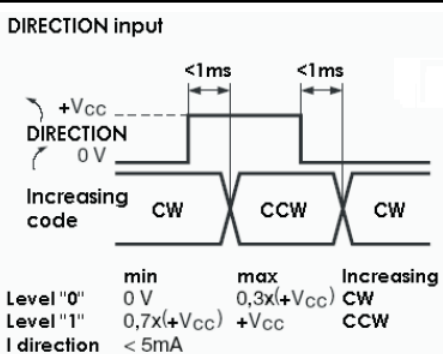 DIRECTION input
<1ms <1ms
+Vcc
DIRECTION
0 V
Increasing
code
CW CCW CW
min max Increasing
Level "0" 0 V 0,3x(+Vcc) CW
Level "1" 0,7x(+Vcc) +Vcc CCW
I direction < 5mA